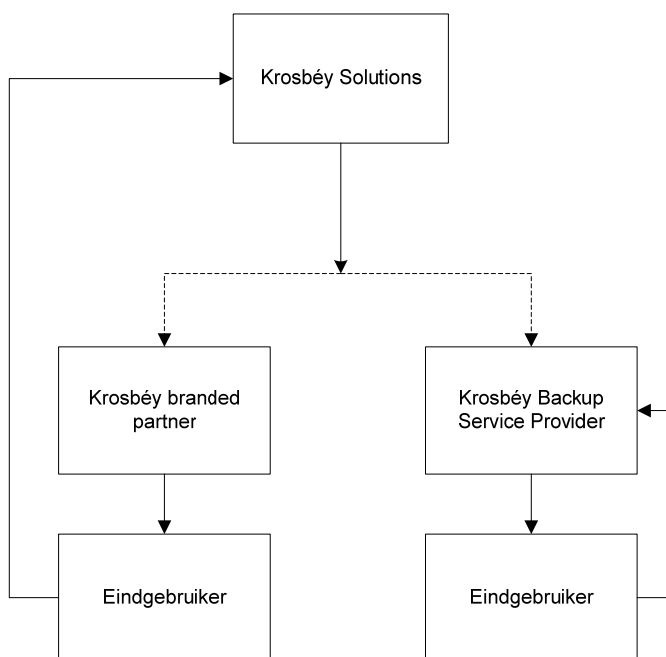 Krosbéy Solutions
Krosbéy branded
partner
Krosbéy Backup
Service Provider
Eindgebruiker
Eindgebruiker